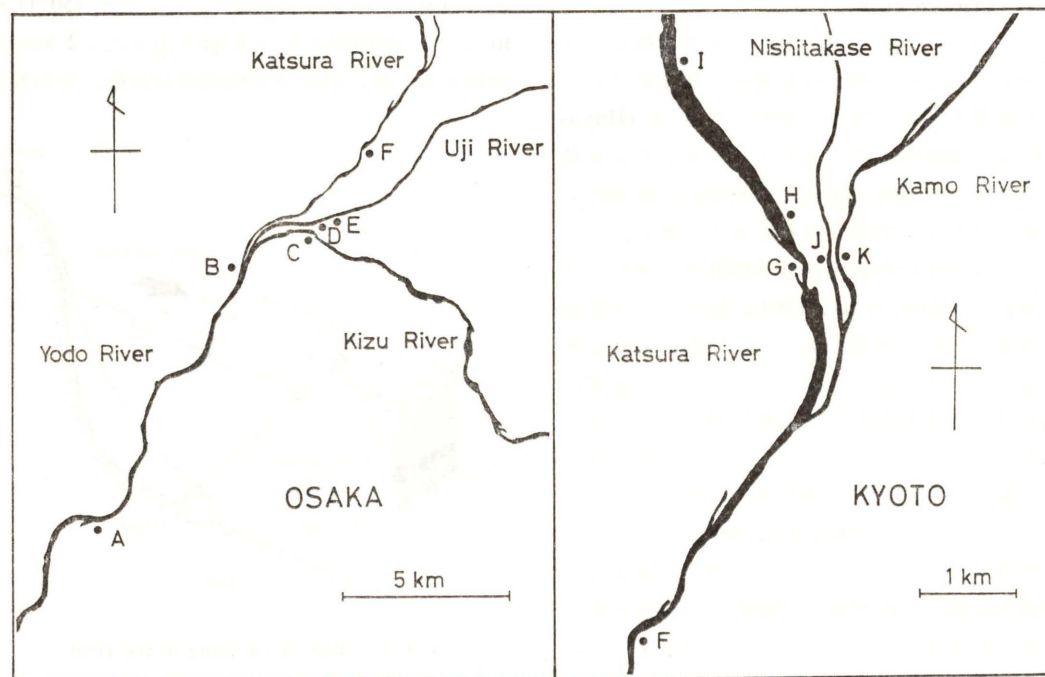 Katsura River
Uji River
F
E
D
C
B
Yodo River
Kizu River
OSAKA
A
5 km
Nishitakase River
I
Kamo River
H
J
K
G
Katsura River
KYOTO
1 km
F